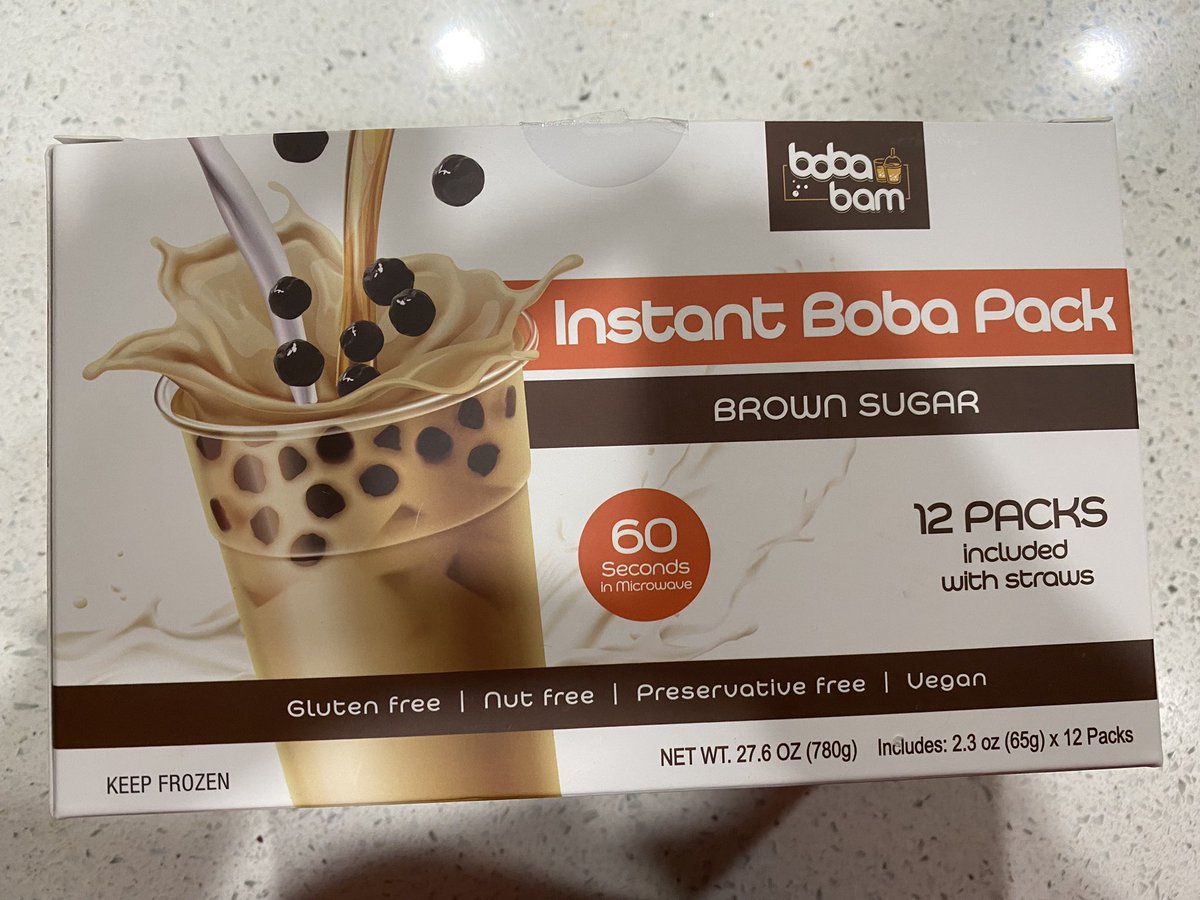 boba
bam
Instant Boba Pack
BROWN SUGAR
60
Seconds
in Microwave
12 PACKS
included
with straws
Gluten free | Nut free | Preservative free | Vegan
NET WT. 27.6 OZ (780g) Includes: 2.3 oz (65g) x 12 Packs
KEEP FROZEN